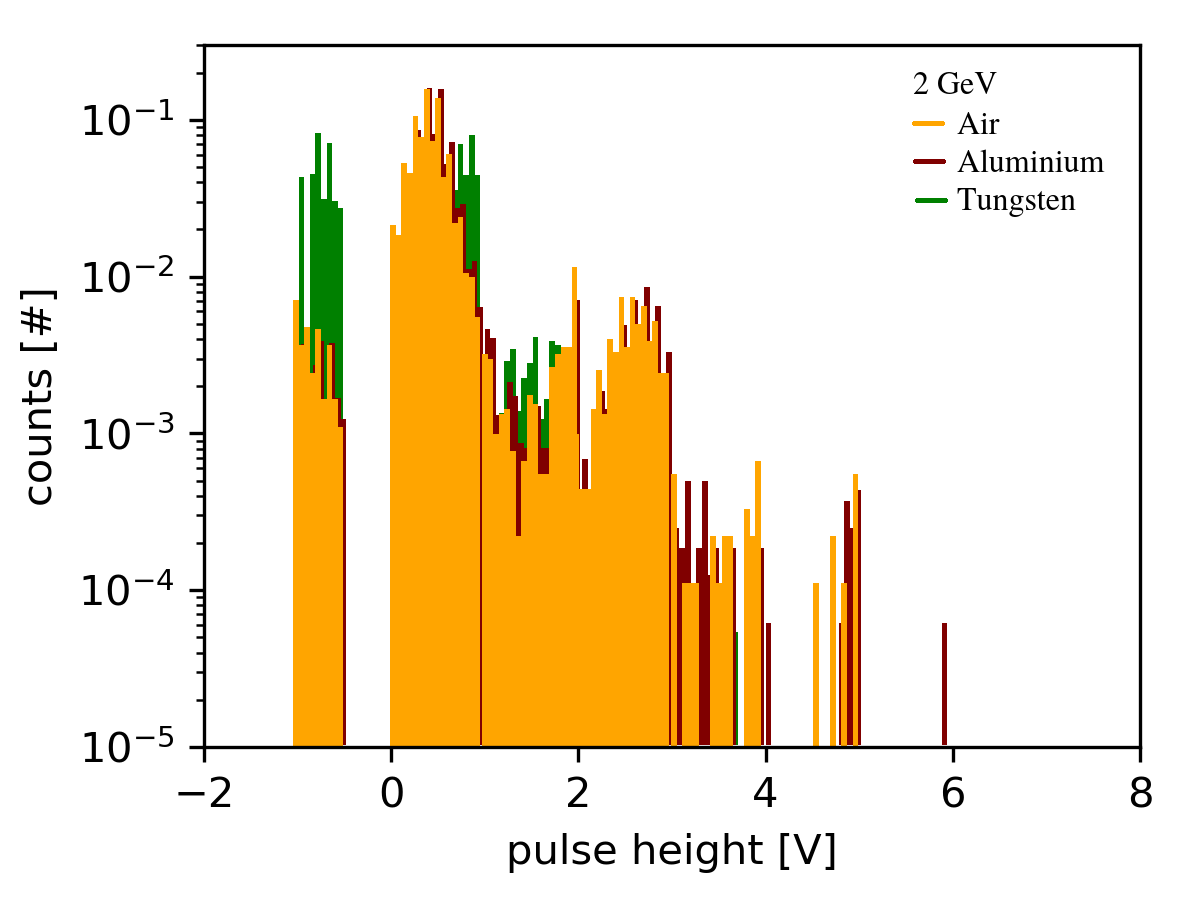 2 GeV
Air
Aluminium
Tungsten
10⁻¹
10⁻²
10⁻³
10⁻⁴
10⁻⁵
counts [#]
−2 0 2 4 6 8
pulse height [V]